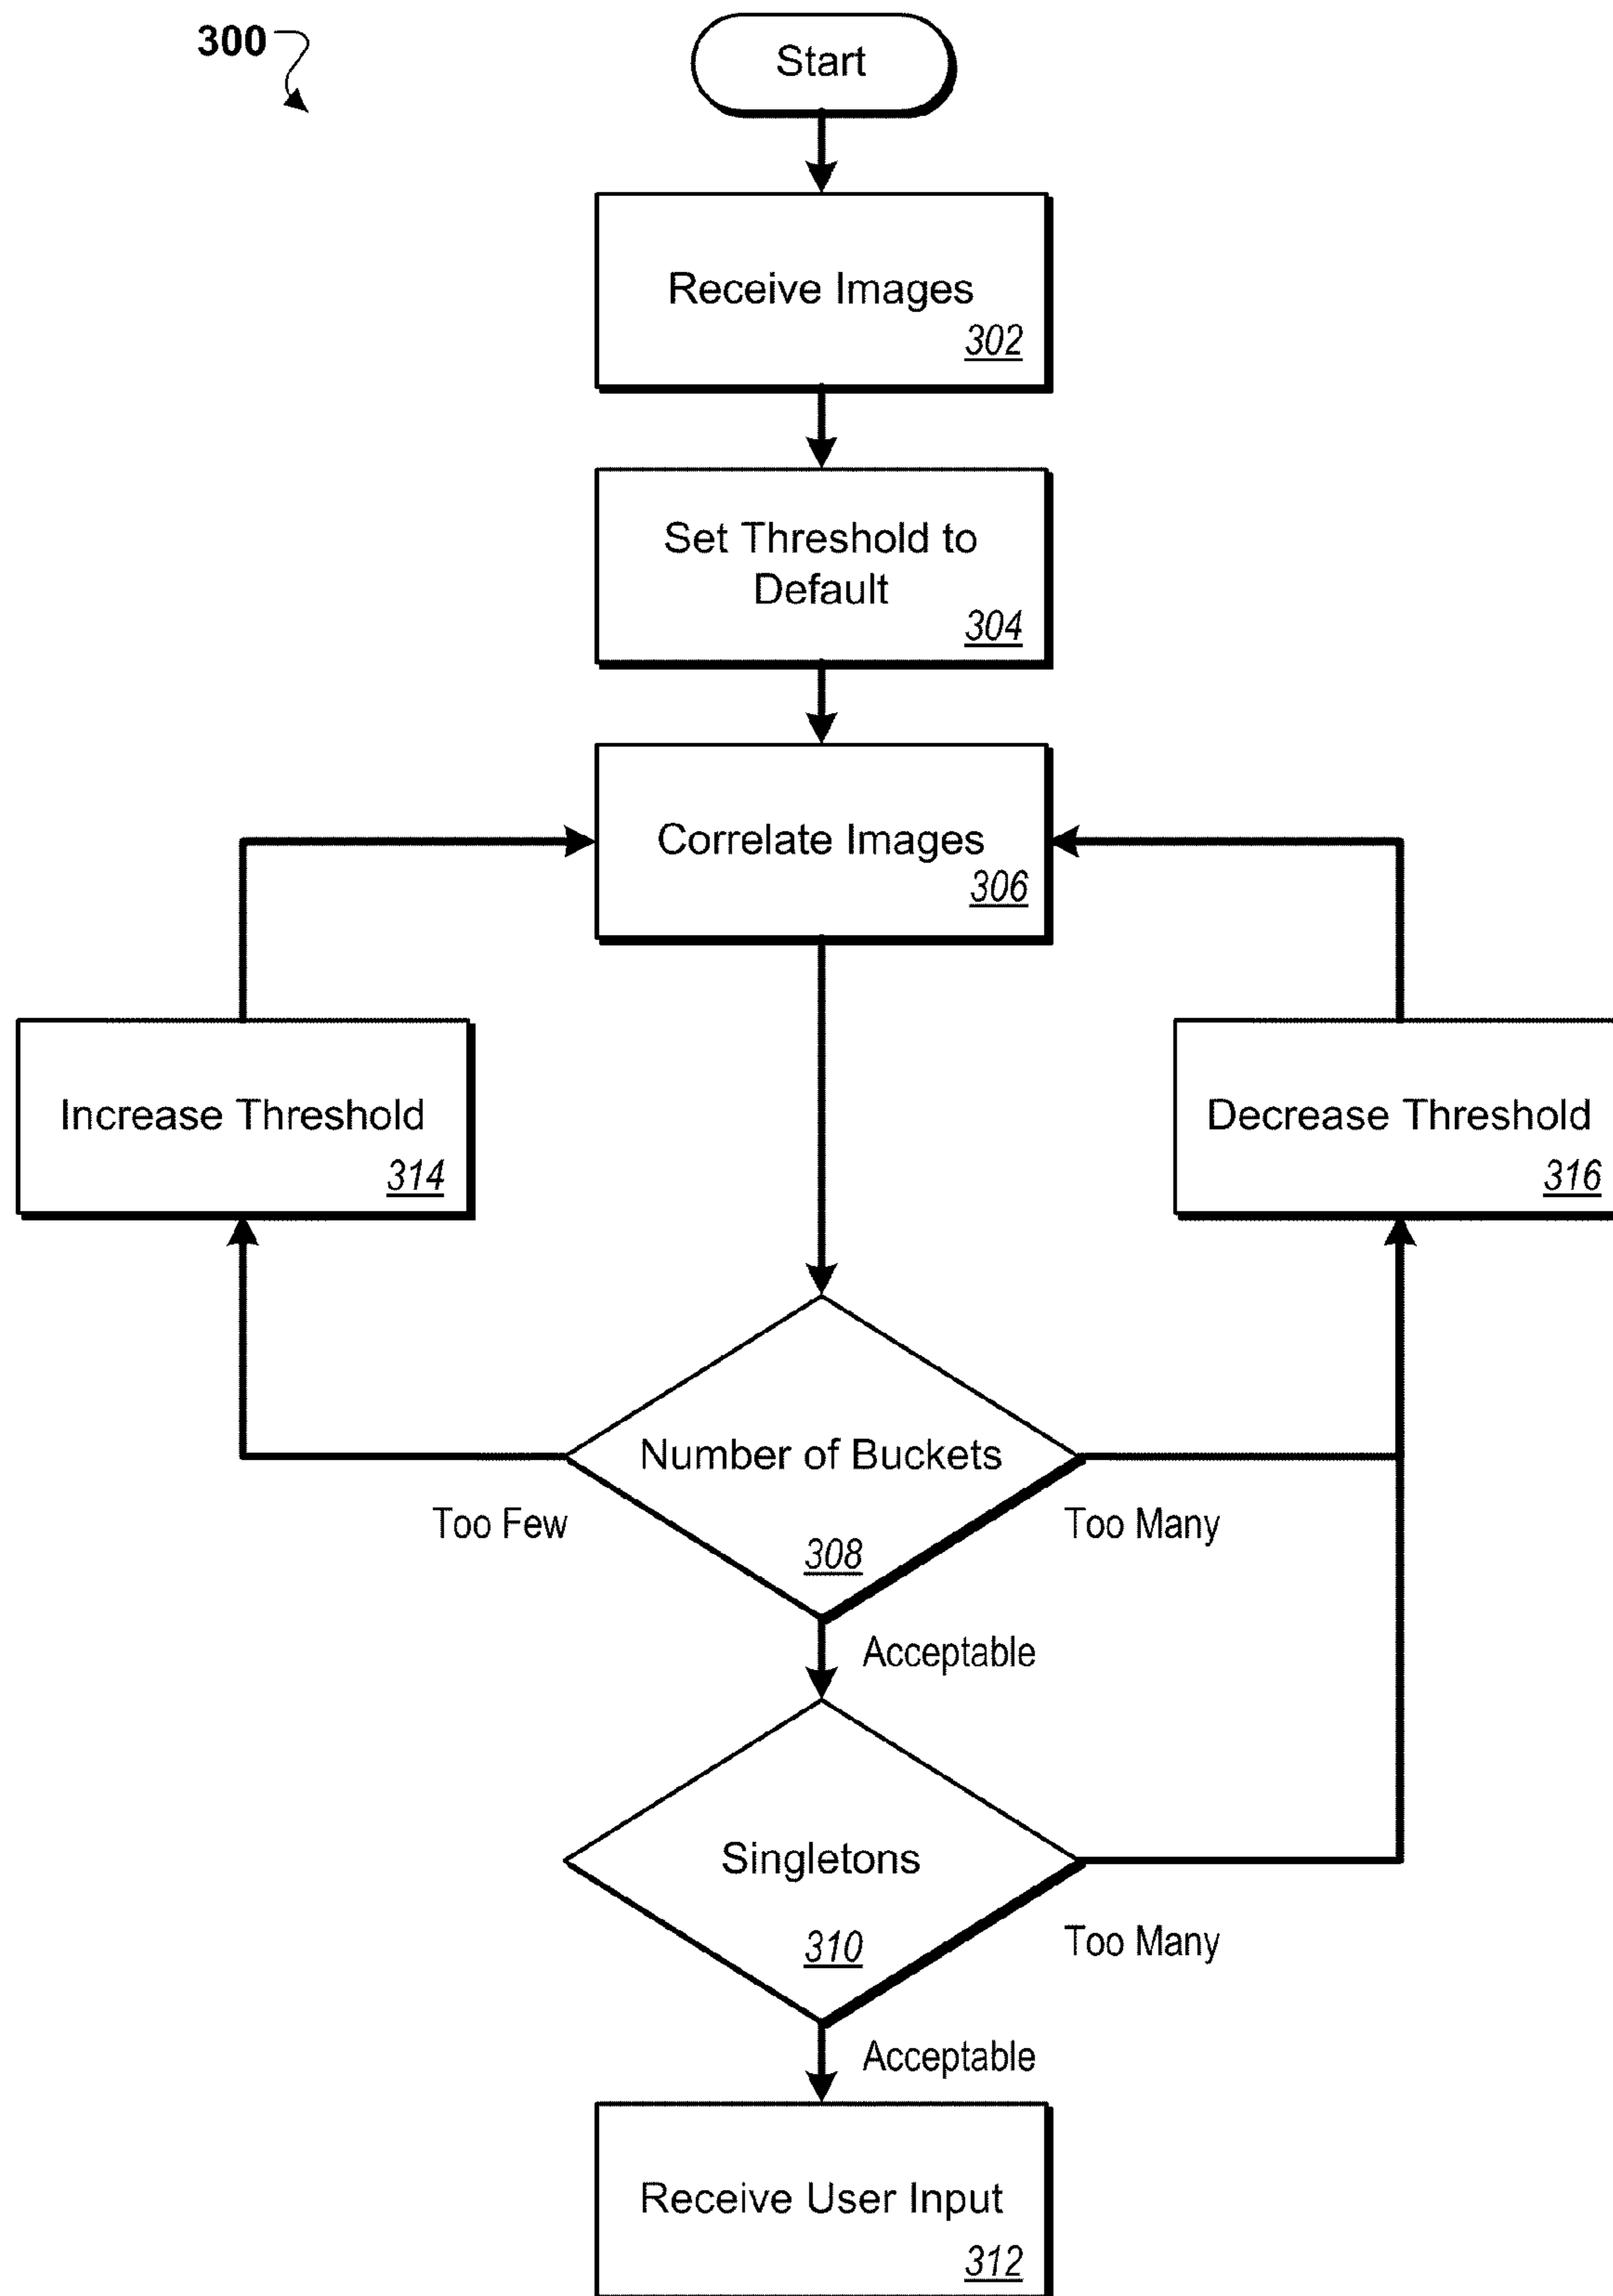 300
Start
Receive Images
302
Set Threshold to
Default
304
Correlate Images
306
Increase Threshold
314
Decrease Threshold
316
Number of Buckets
308
Too Few
Too Many
Acceptable
Singletons
310
Too Many
Acceptable
Receive User Input
312